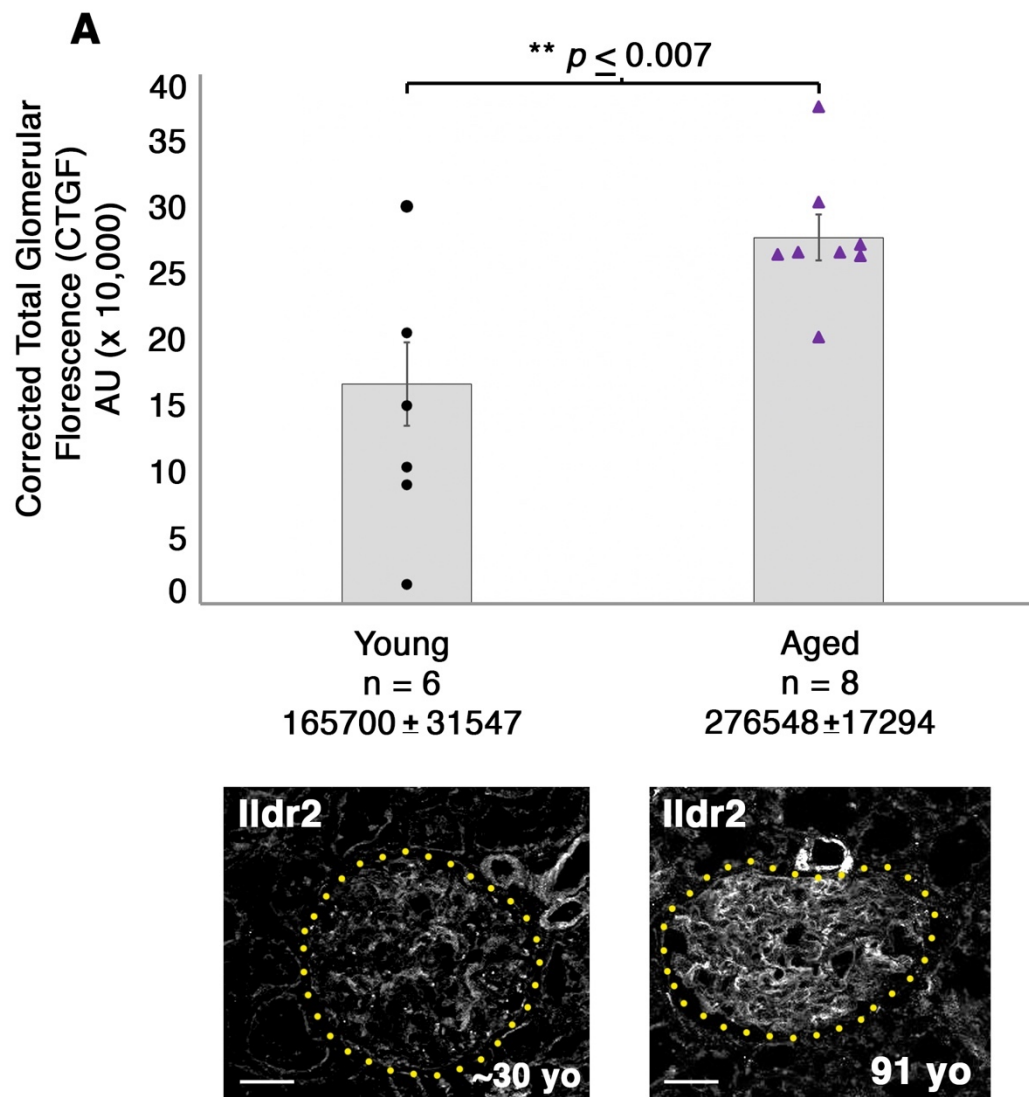 A
** p ≤ 0.007
Corrected Total Glomerular
Florescence (CTGF)
AU (x 10,000)
40
35
30
25
20
15
10
5
0
Young
n = 6
165700 ± 31547
Aged
n = 8
276548 ±17294
Ildr2
~30 yo
Ildr2
91 yo